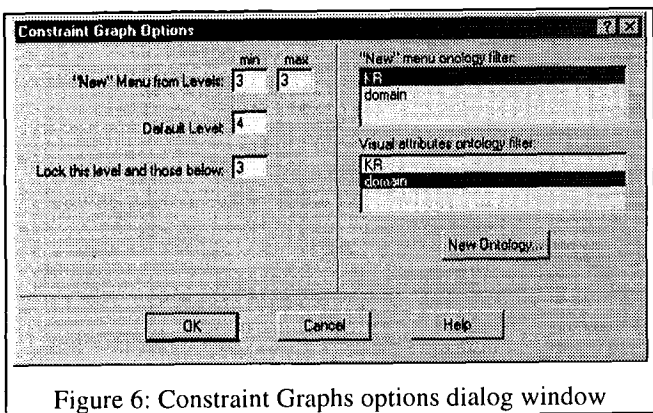 Constraint Graph Options
min max
"New" Menu from Levels: 3 3
Default Level: 4
Lock this level and those below: 3
"New" menu onology filter:
KR
domain
Visual attributes ontology filter:
KR
domain
New Ontology...
OK Cancel Help
Figure 6: Constraint Graphs options dialog window